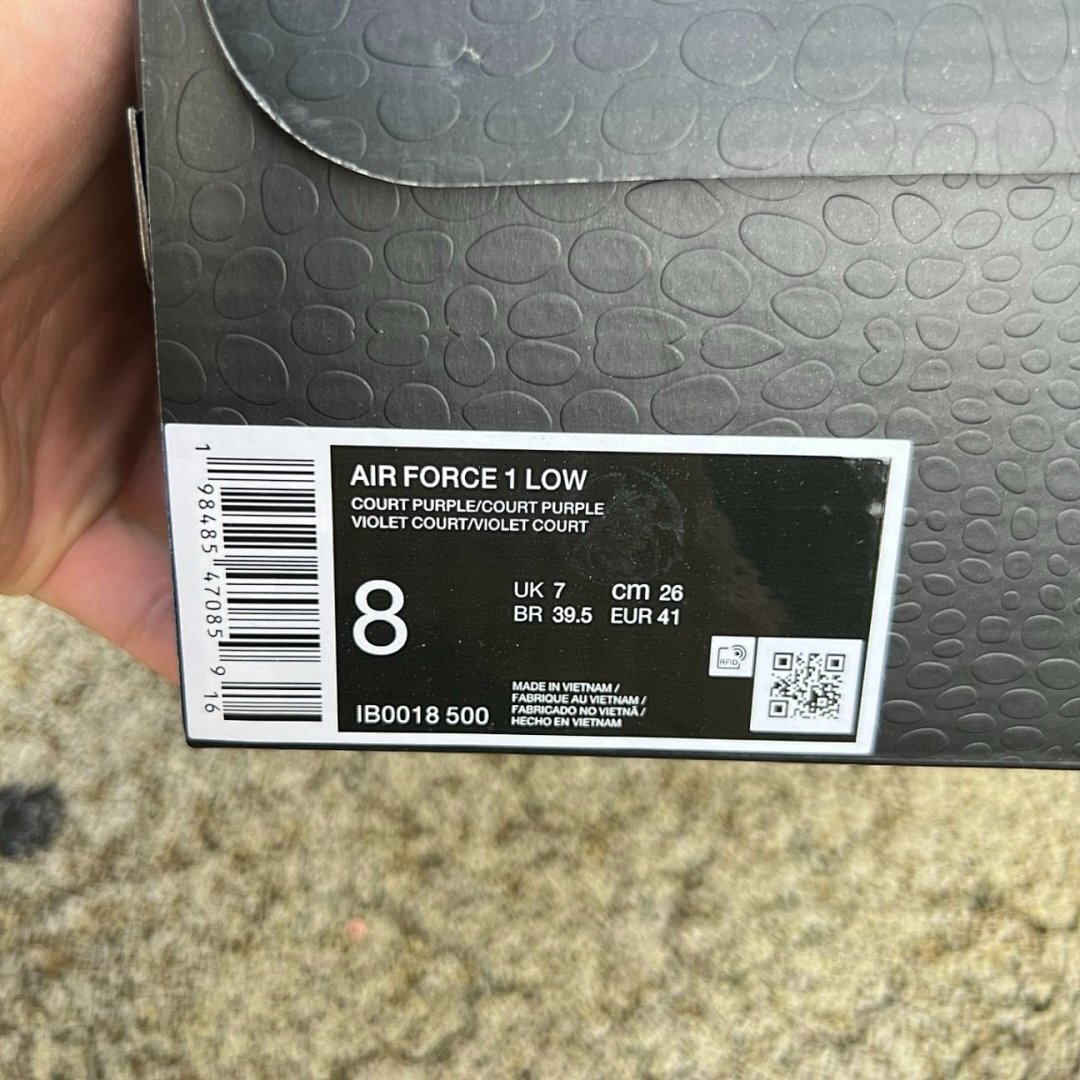 AIR FORCE 1 LOW
COURT PURPLE/COURT PURPLE
VIOLET COURT/VIOLET COURT
8
UK 7 cm 26
BR 39.5 EUR 41
RFID
MADE IN VIETNAM /
FABRIQUE AU VIETNAM /
FABRICADO NO VIETNÃ /
HECHO EN VIETNAM
IB0018 500
1 98485 47085 9 16